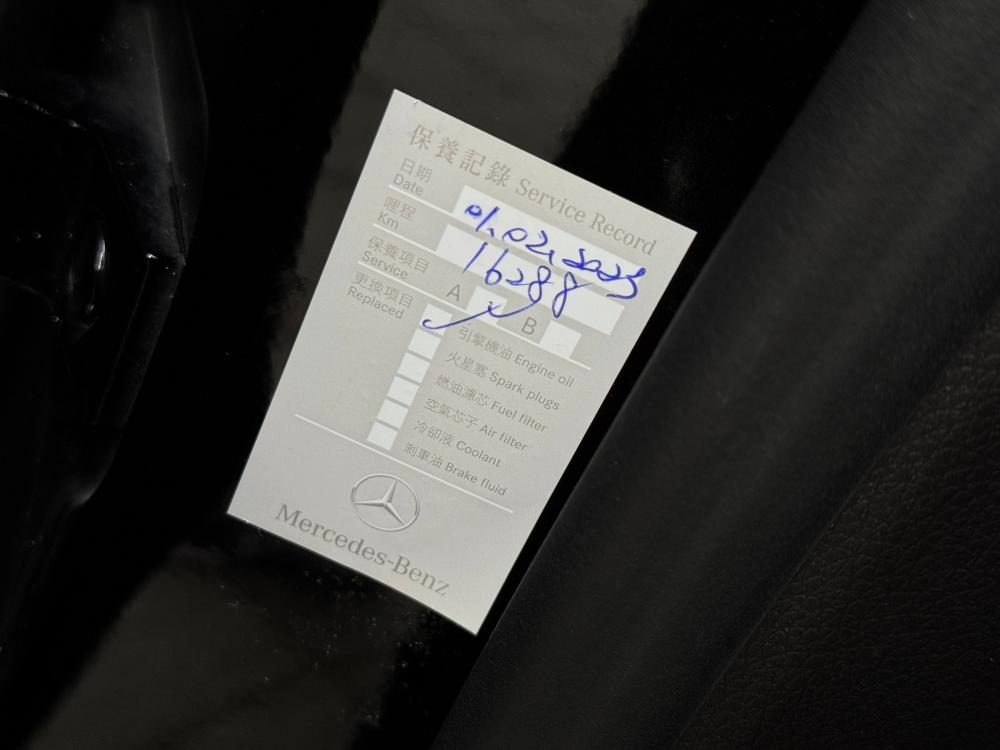 保養記錄 Service Record
日期
Date
01.02.2023
哩程
Km
16288
保養項目
Service
A
B
更換項目
Replaced
引擎機油 Engine oil
火星塞 Spark plugs
燃油濾芯 Fuel filter
空氣芯子 Air filter
冷卻液 Coolant
剎車油 Brake fluid
Mercedes-Benz